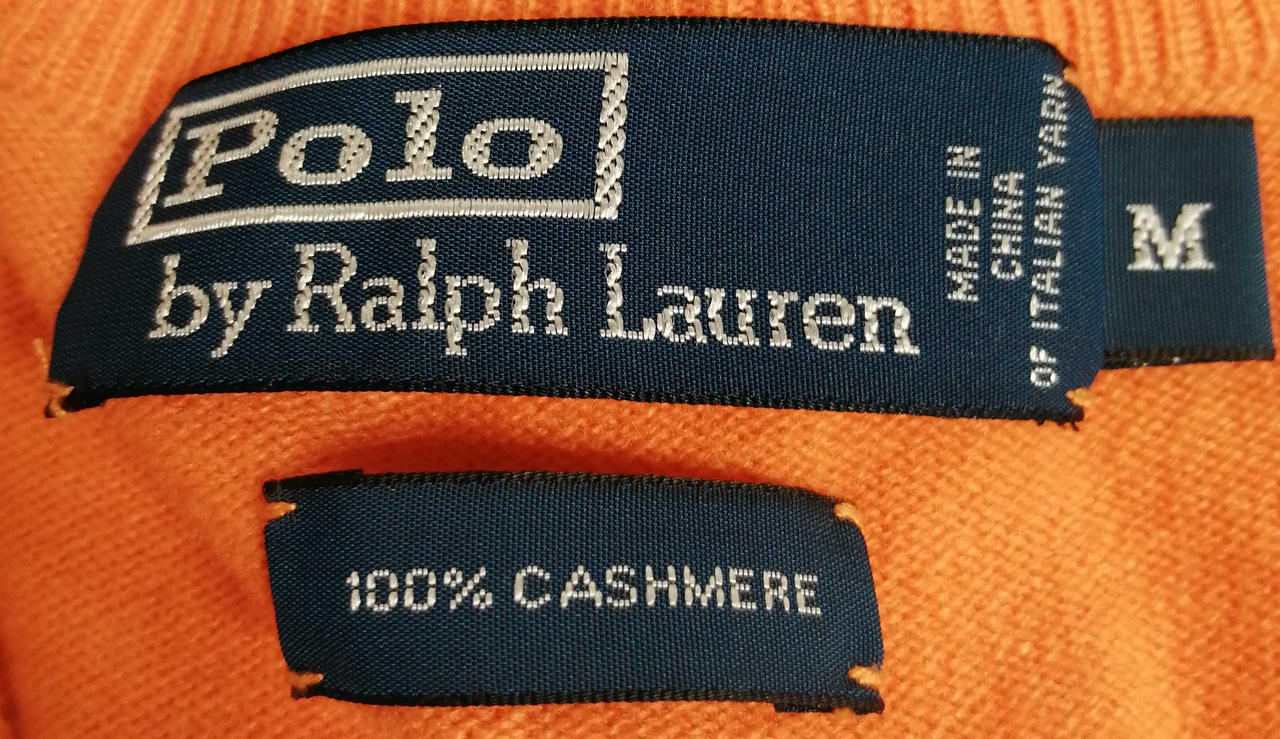 Polo
by Ralph Lauren
MADE IN
CHINA
OF ITALIAN YARN
M
100% CASHMERE